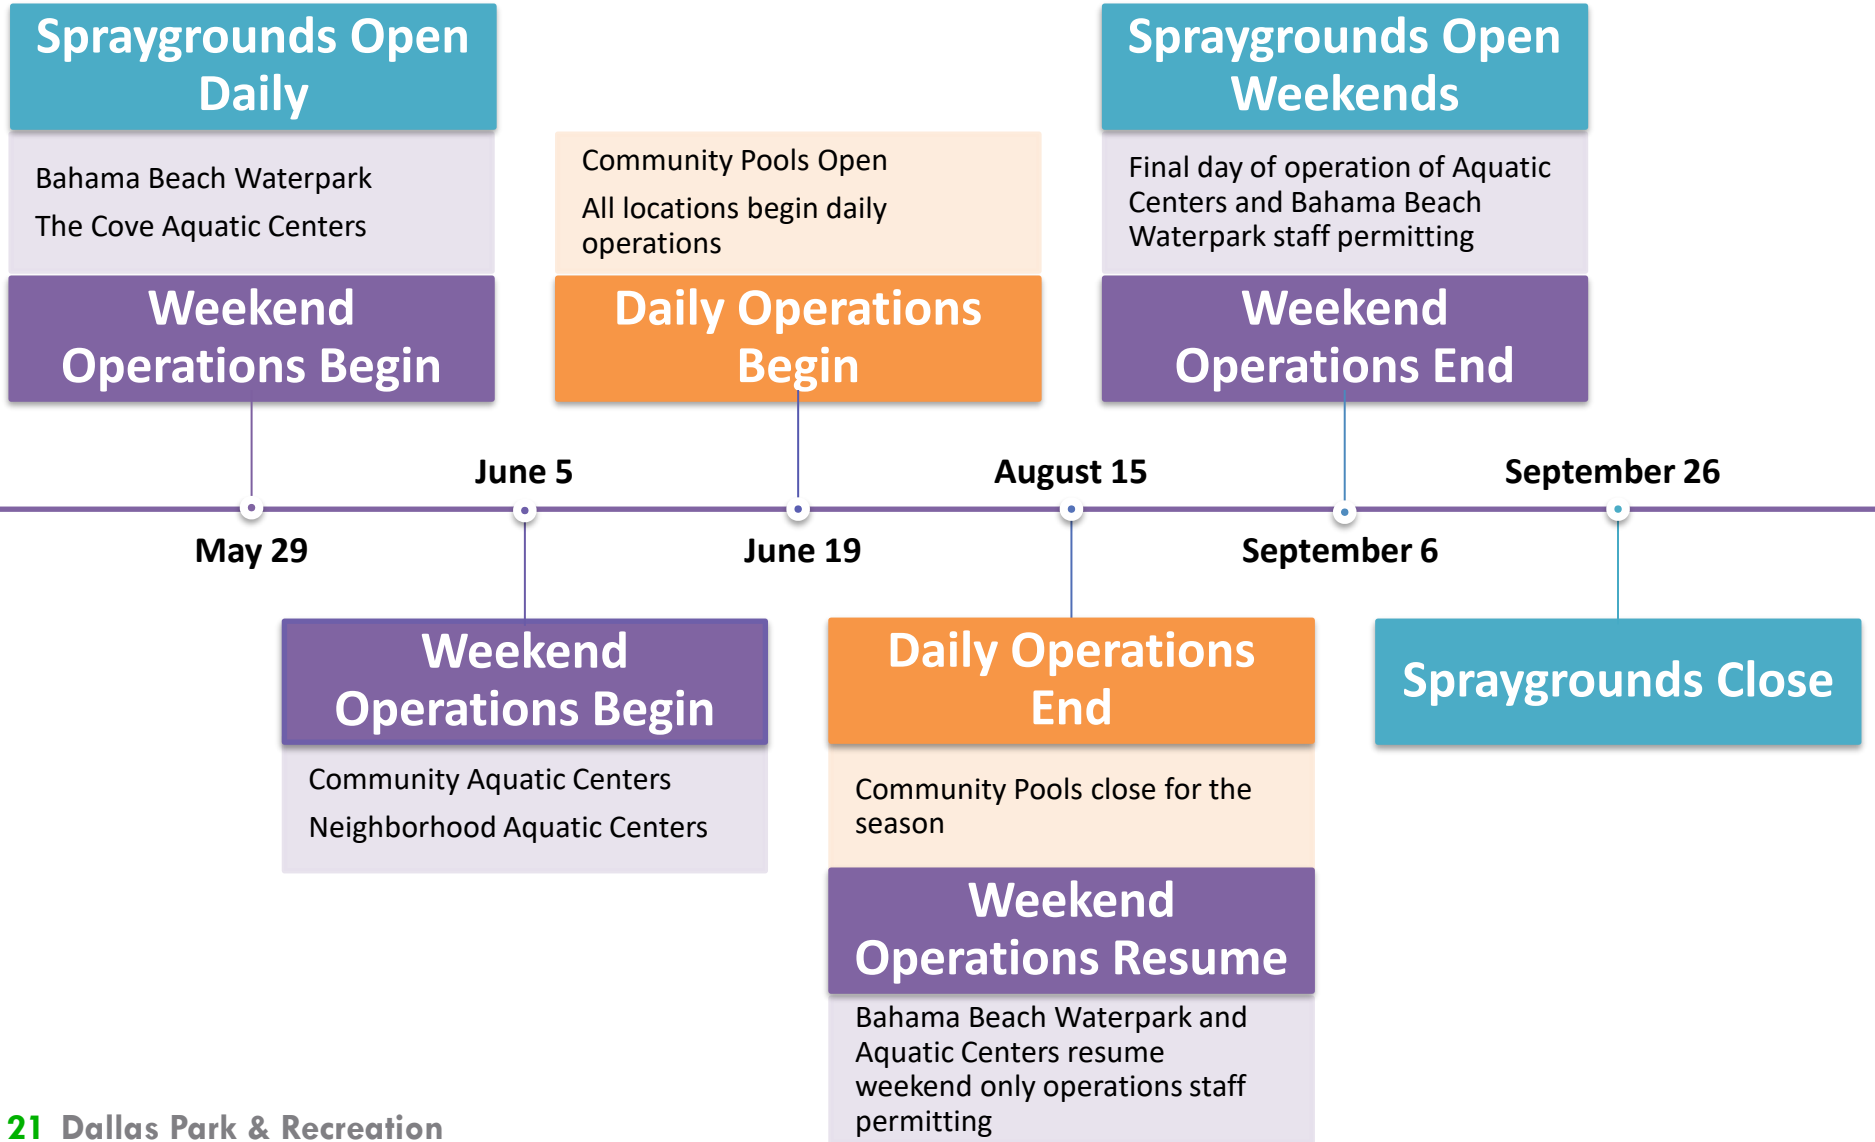 Spraygrounds Open
Daily
Bahama Beach Waterpark
The Cove Aquatic Centers
Weekend
Operations Begin
May 29
June 5
Weekend
Operations Begin
Community Aquatic Centers
Neighborhood Aquatic Centers
Community Pools Open
All locations begin daily
operations
Daily Operations
Begin
June 19
August 15
Daily Operations
End
Community Pools close for the
season
Weekend
Operations Resume
Bahama Beach Waterpark and
Aquatic Centers resume
weekend only operations staff
permitting
Spraygrounds Open
Weekends
Final day of operation of Aquatic
Centers and Bahama Beach
Waterpark staff permitting
Weekend
Operations End
September 6
September 26
Spraygrounds Close
21 Dallas Park & Recreation